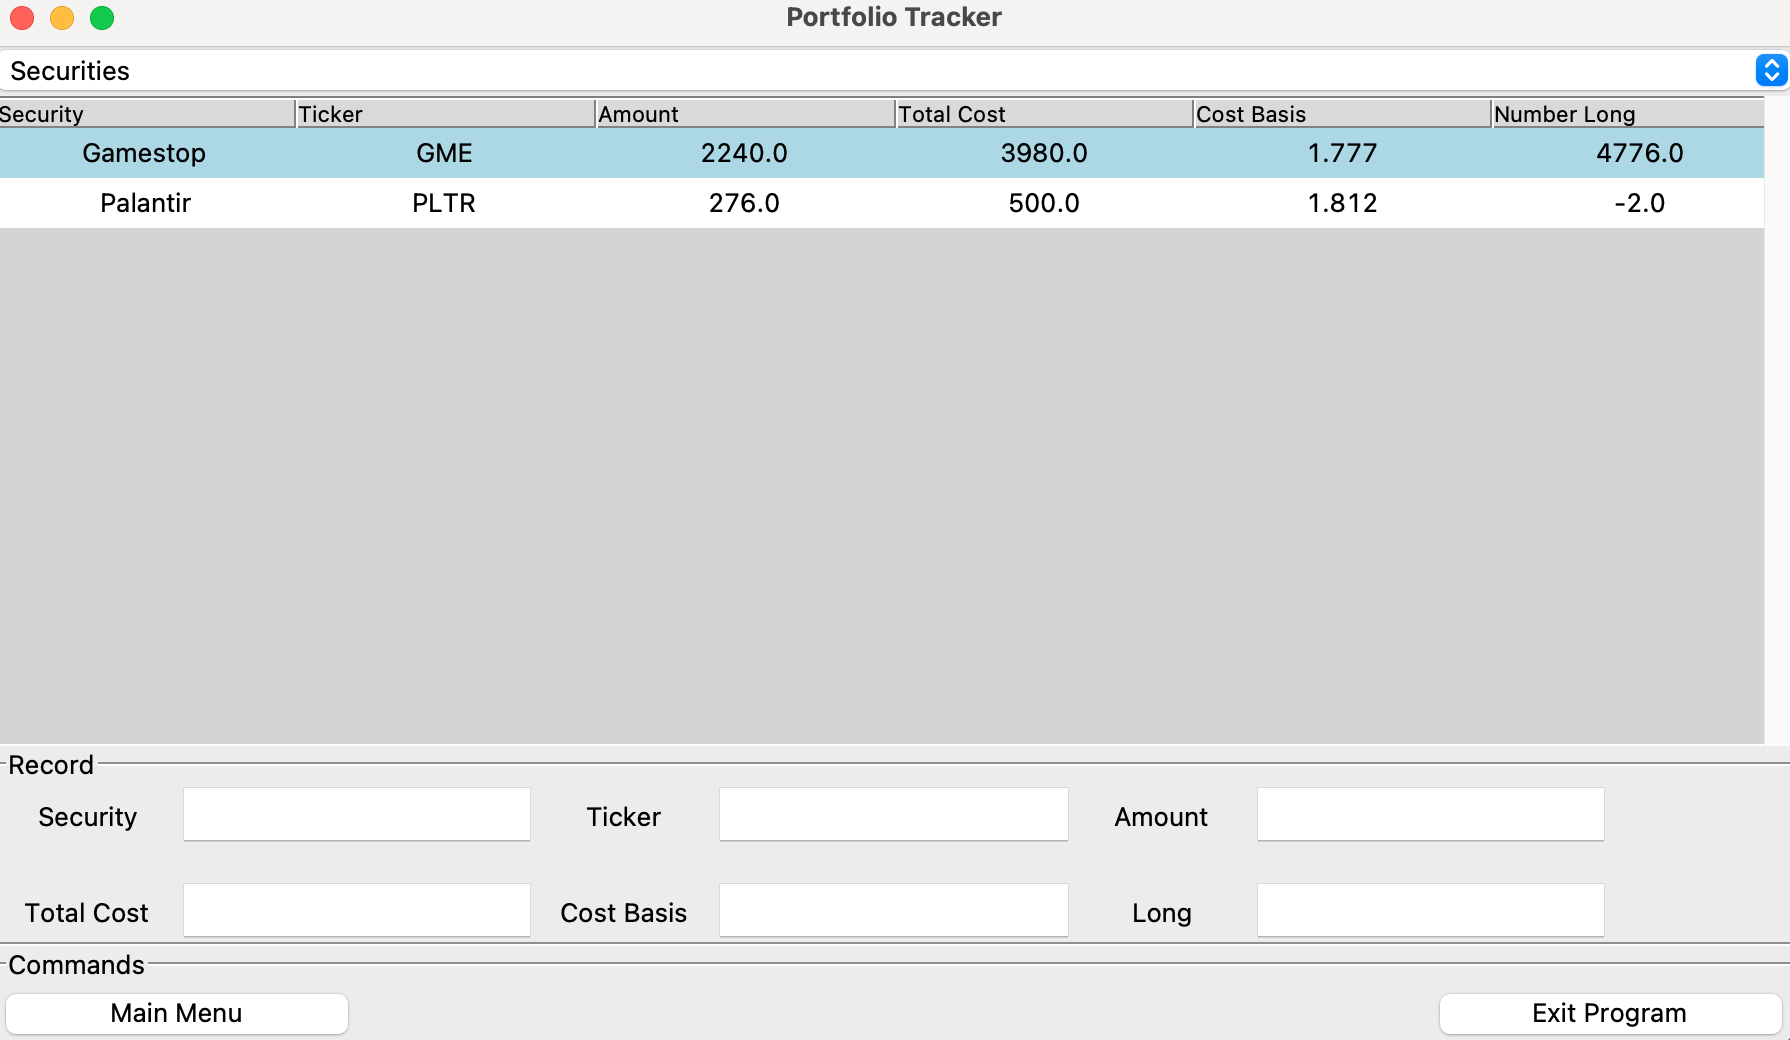 Portfolio Tracker
Securities
Security Ticker Amount Total Cost Cost Basis Number Long
Gamestop GME 2240.0 3980.0 1.777 4776.0
Palantir PLTR 276.0 500.0 1.812 -2.0
Record
Security Ticker Amount
Total Cost Cost Basis Long
Commands
Main Menu Exit Program